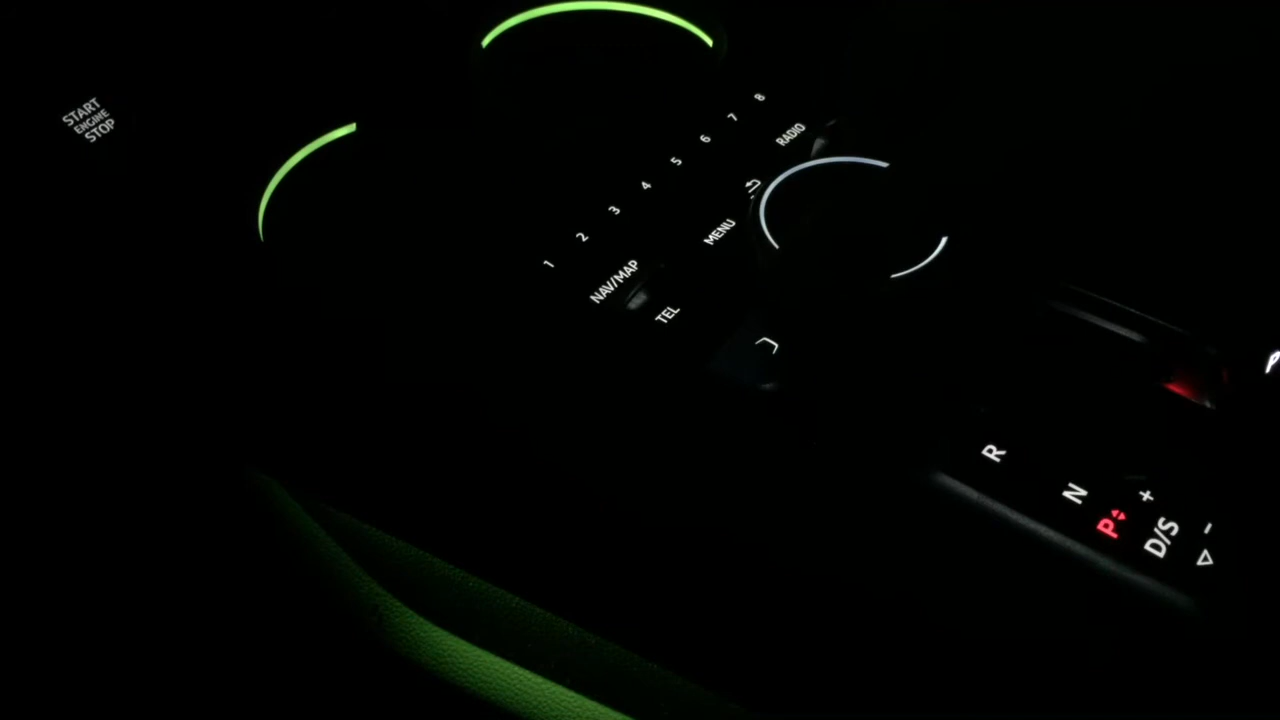 START
ENGINE
STOP
1 2 3 4 5 6 7 8
NAV/MAP
RADIO
TEL
MENU
R
N
P
D/S
+
-